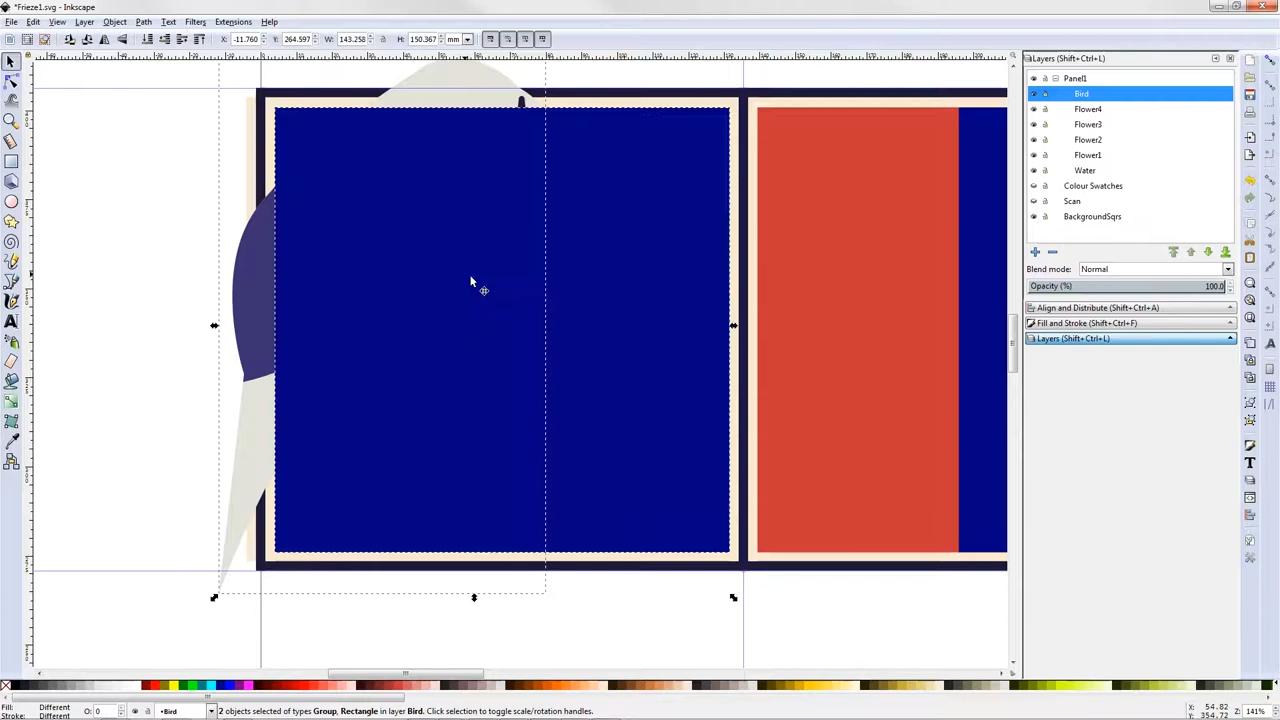 *Frieze1.svg - Inkscape
File Edit View Layer Object Path Text Filters Extensions Help
X: -11.760 Y: 264.597 W: 143.258 H: 150.367 mm
Layers (Shift+Ctrl+L)
Panel1
Bird
Flower4
Flower3
Flower2
Flower1
Water
Colour Swatches
Scan
BackgroundSqrs
Blend mode: Normal
Opacity (%) 100.0
Align and Distribute (Shift+Ctrl+A)
Fill and Stroke (Shift+Ctrl+F)
Layers (Shift+Ctrl+L)
Fill: Different
Stroke: Different
O: 0
•Bird
2 objects selected of types Group, Rectangle in layer Bird. Click selection to toggle scale/rotation handles.
X: 54.82
Y: 354.72
Z: 141%